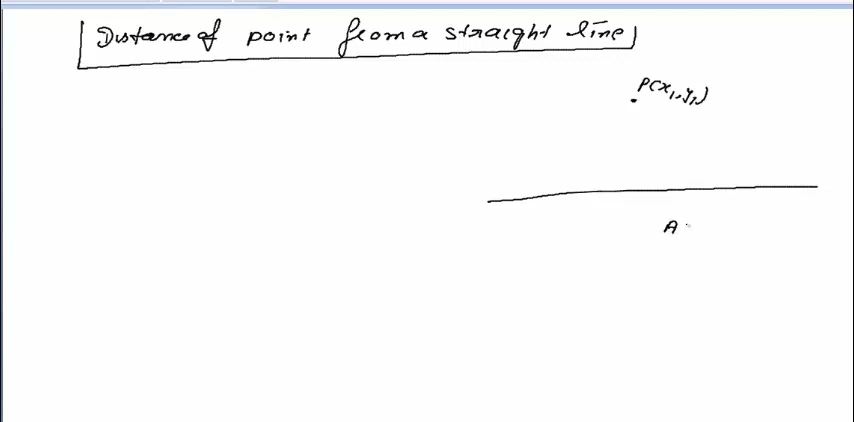 Distance of point from a straight line
P(x₁, y₁)
A